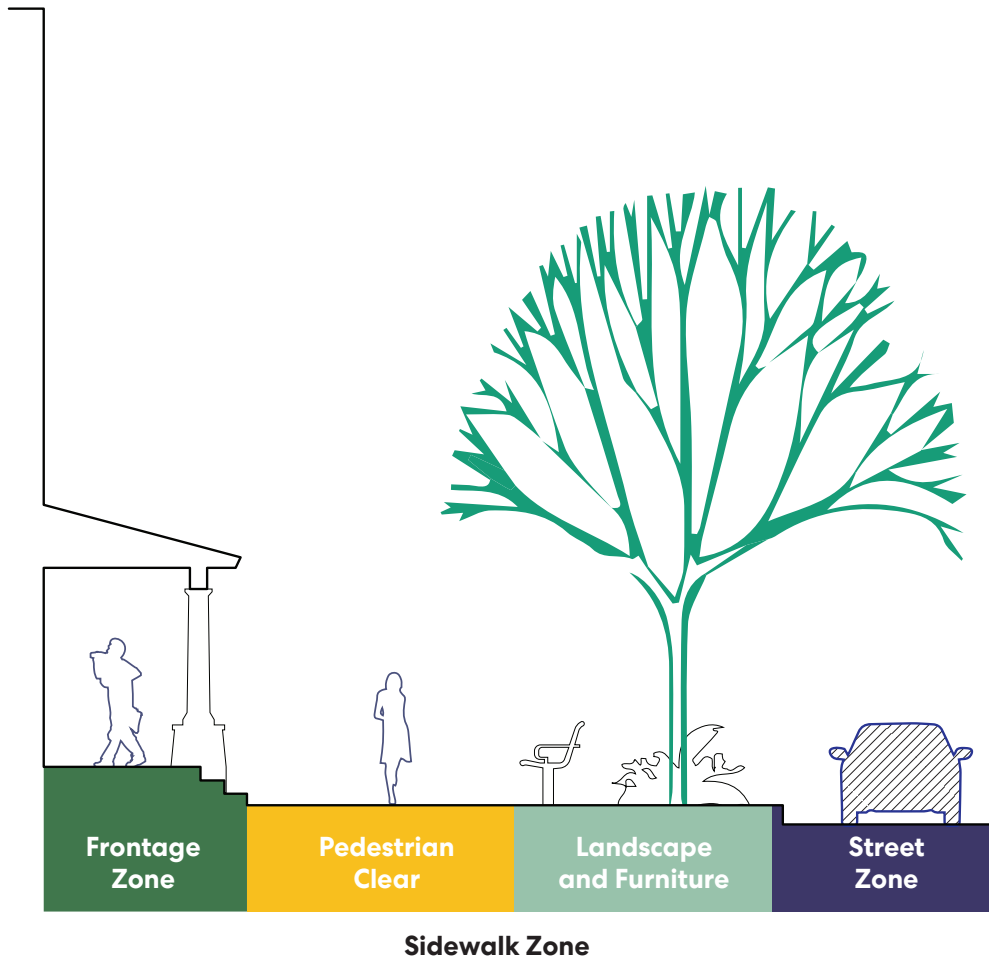 Frontage
Zone
Pedestrian
Clear
Landscape
and Furniture
Street
Zone
Sidewalk Zone